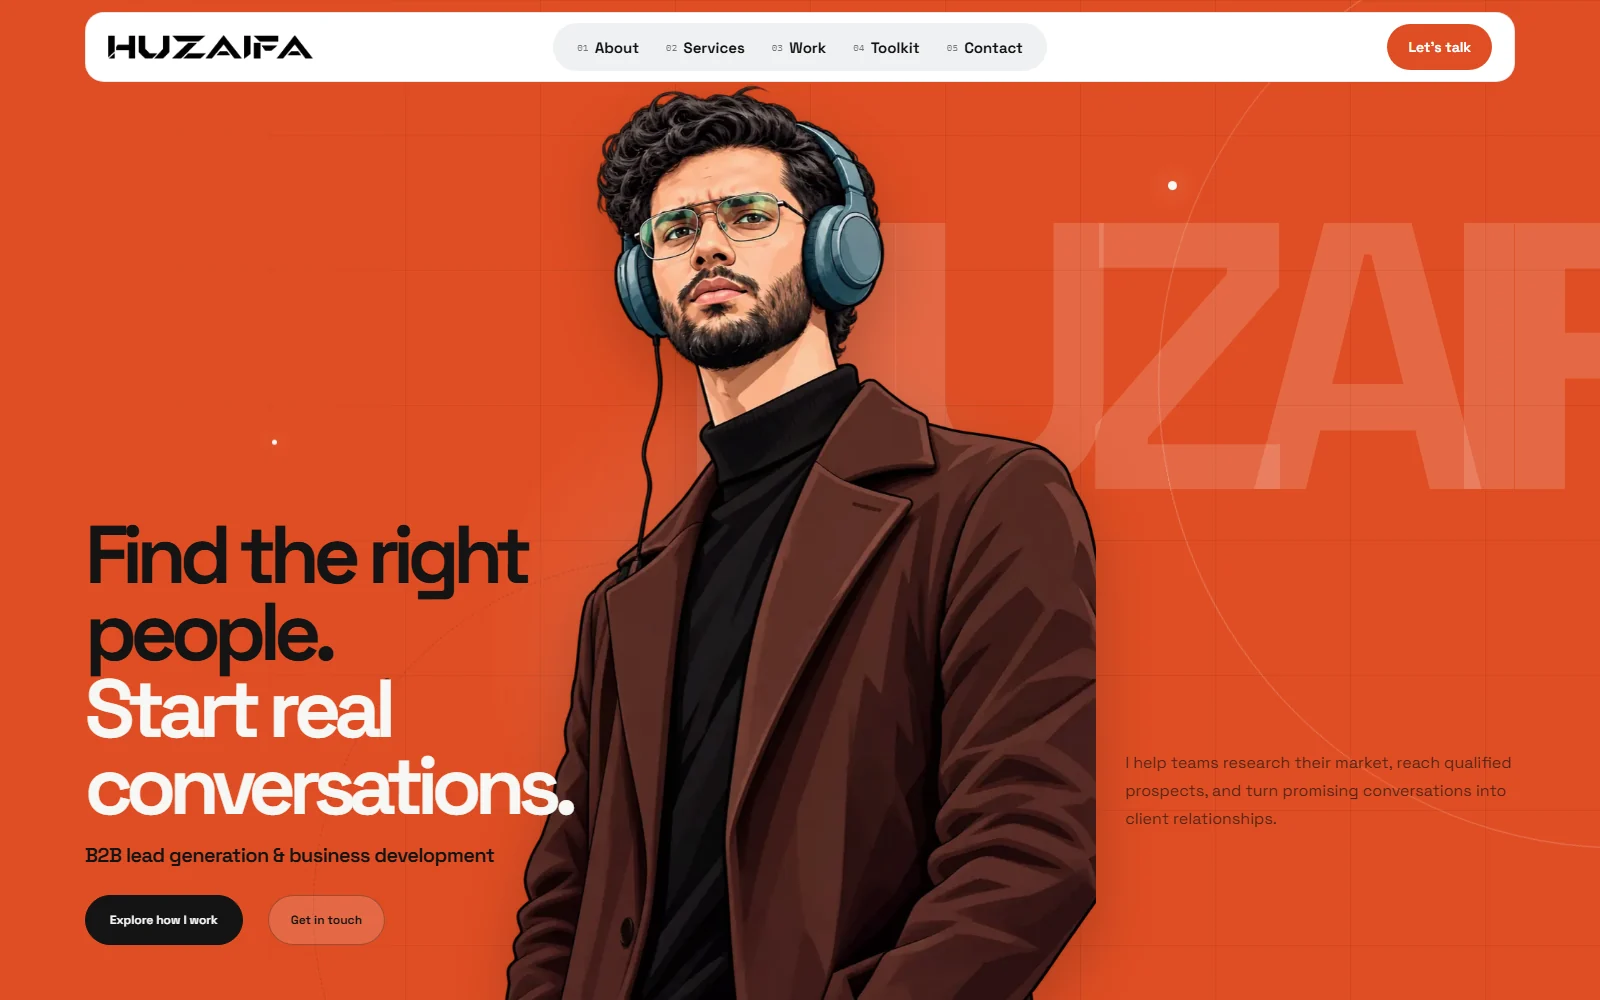 HUZAIFA
01 About
02 Services
03 Work
04 Toolkit
05 Contact
Let's talk
UZAIF
Find the right
people.
Start real
conversations.
B2B lead generation & business development
Explore how I work
Get in touch
I help teams research their market, reach qualified
prospects, and turn promising conversations into
client relationships.